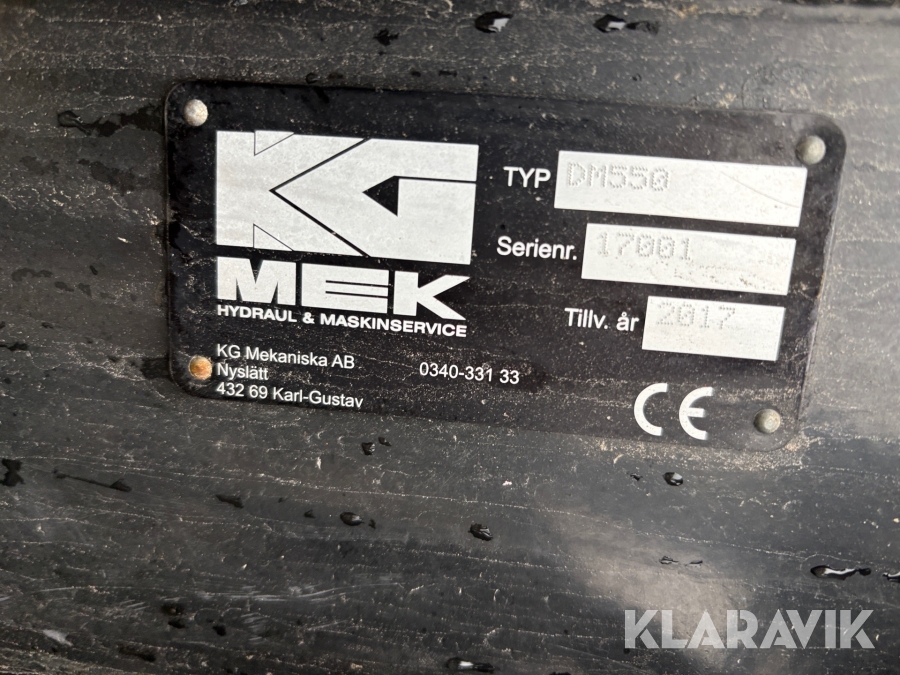 KG
MEK
HYDRAUL & MASKINSERVICE
KG Mekaniska AB
Nyslätt
432 69 Karl-Gustav
0340-331 33
TYP DM550
Serienr. 17001
Tillv. år 2017
CE
KLARAVIK